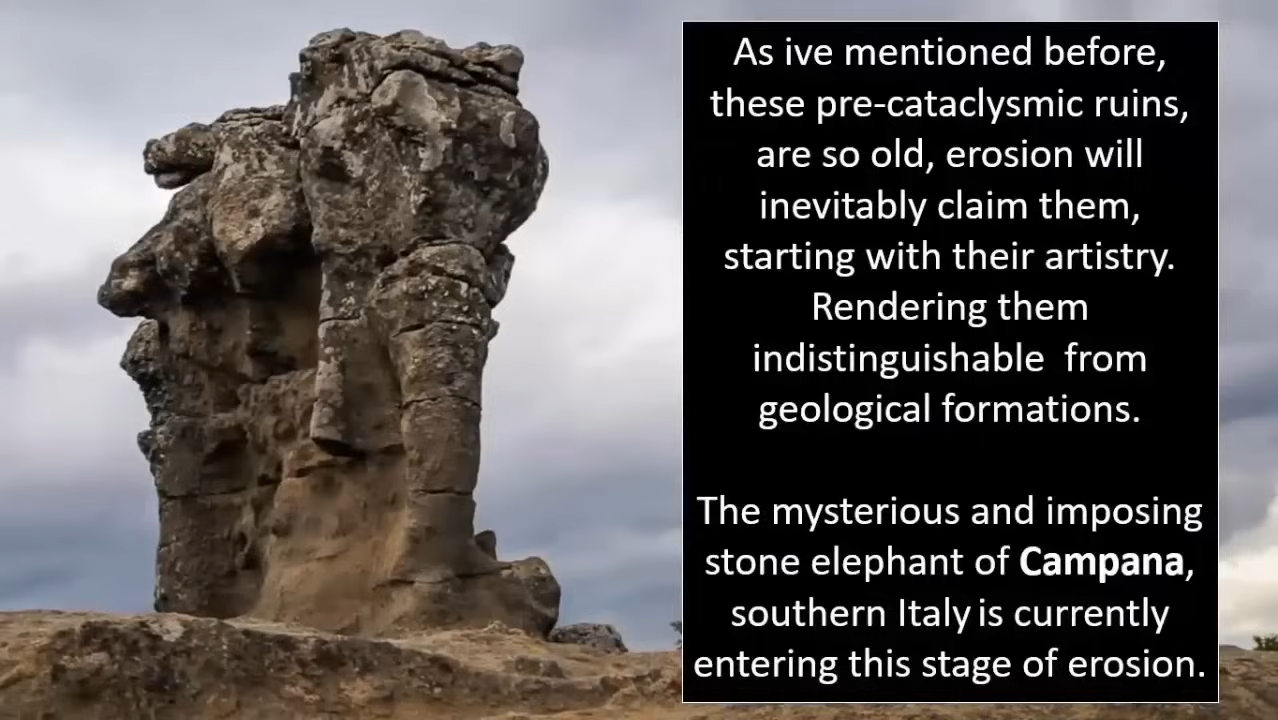 As ive mentioned before,
these pre-cataclysmic ruins,
are so old, erosion will
inevitably claim them,
starting with their artistry.
Rendering them
indistinguishable  from
geological formations.
The mysterious and imposing
stone elephant of Campana,
southern Italy is currently
entering this stage of erosion.